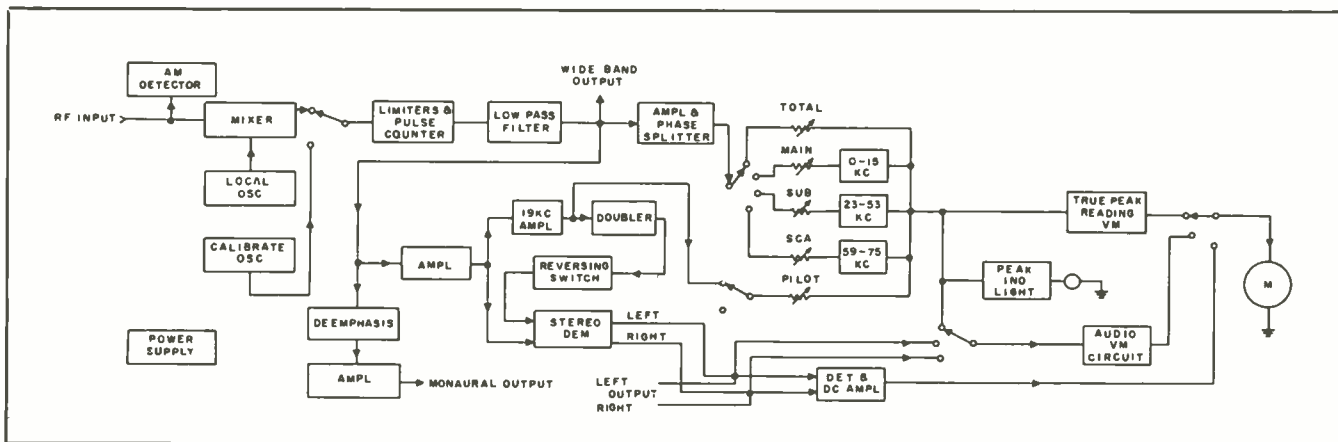 AM
DETECTOR
RF INPUT
MIXER
LOCAL
OSC
CALIBRATE
OSC
POWER
SUPPLY
LIMITERS &
PULSE
COUNTER
LOW PASS
FILTER
WIDE BAND
OUTPUT
AMPL &
PHASE
SPLITTER
TOTAL
MAIN
0-15
KC
SUB
23-53
KC
SCA
59-75
KC
PILOT
19KC
AMPL
DOUBLER
AMPL
REVERSING
SWITCH
STEREO
DEM
LEFT
RIGHT
DEEMPHASIS
AMPL
MONAURAL OUTPUT
LEFT
OUTPUT
RIGHT
DET &
DC AMPL
TRUE PEAK
READING
VM
PEAK
IND
LIGHT
AUDIO
VM
CIRCUIT
M